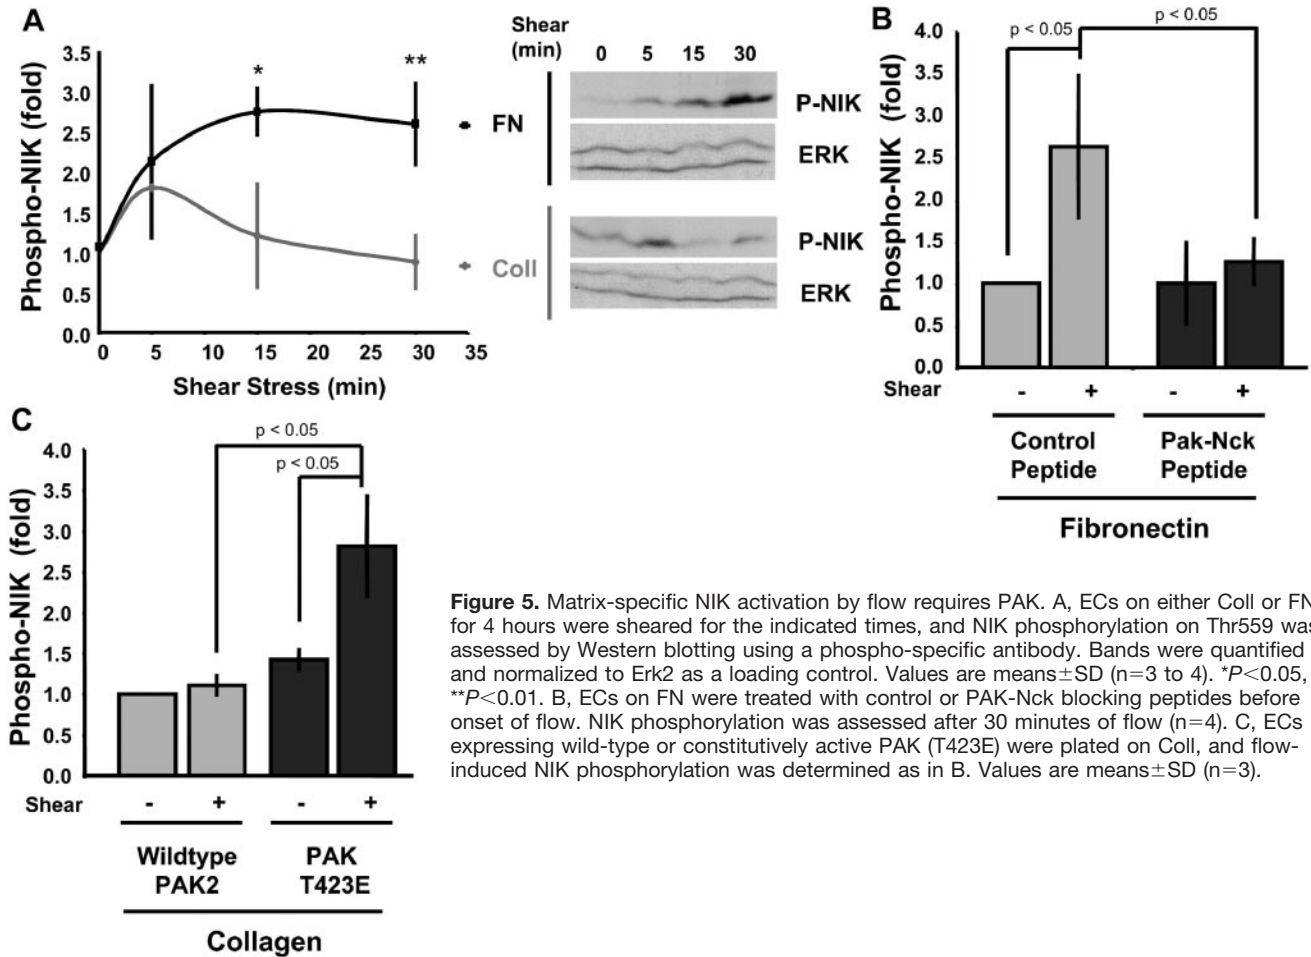 A
Phospho-NIK (fold)
3.5
3.0
2.5
2.0
1.5
1.0
0.5
0.0
*
**
0 5 10 15 20 25 30 35
Shear Stress (min)
FN
Coll
Shear
(min) 0 5 15 30
P-NIK
ERK
P-NIK
ERK
B
p < 0.05
p < 0.05
Phospho-NIK (fold)
4.0
3.5
3.0
2.5
2.0
1.5
1.0
0.5
0.0
Shear - + - +
Control Peptide
Pak-Nck Peptide
Fibronectin
C
p < 0.05
p < 0.05
Phospho-NIK (fold)
4.0
3.5
3.0
2.5
2.0
1.5
1.0
0.5
0.0
Shear - + - +
Wildtype PAK2
PAK T423E
Collagen
Figure 5. Matrix-specific NIK activation by flow requires PAK. A, ECs on either Coll or FN
for 4 hours were sheared for the indicated times, and NIK phosphorylation on Thr559 was
assessed by Western blotting using a phospho-specific antibody. Bands were quantified
and normalized to Erk2 as a loading control. Values are means±SD (n=3 to 4). *P<0.05,
**P<0.01. B, ECs on FN were treated with control or PAK-Nck blocking peptides before
onset of flow. NIK phosphorylation was assessed after 30 minutes of flow (n=4). C, ECs
expressing wild-type or constitutively active PAK (T423E) were plated on Coll, and flow-
induced NIK phosphorylation was determined as in B. Values are means±SD (n=3).